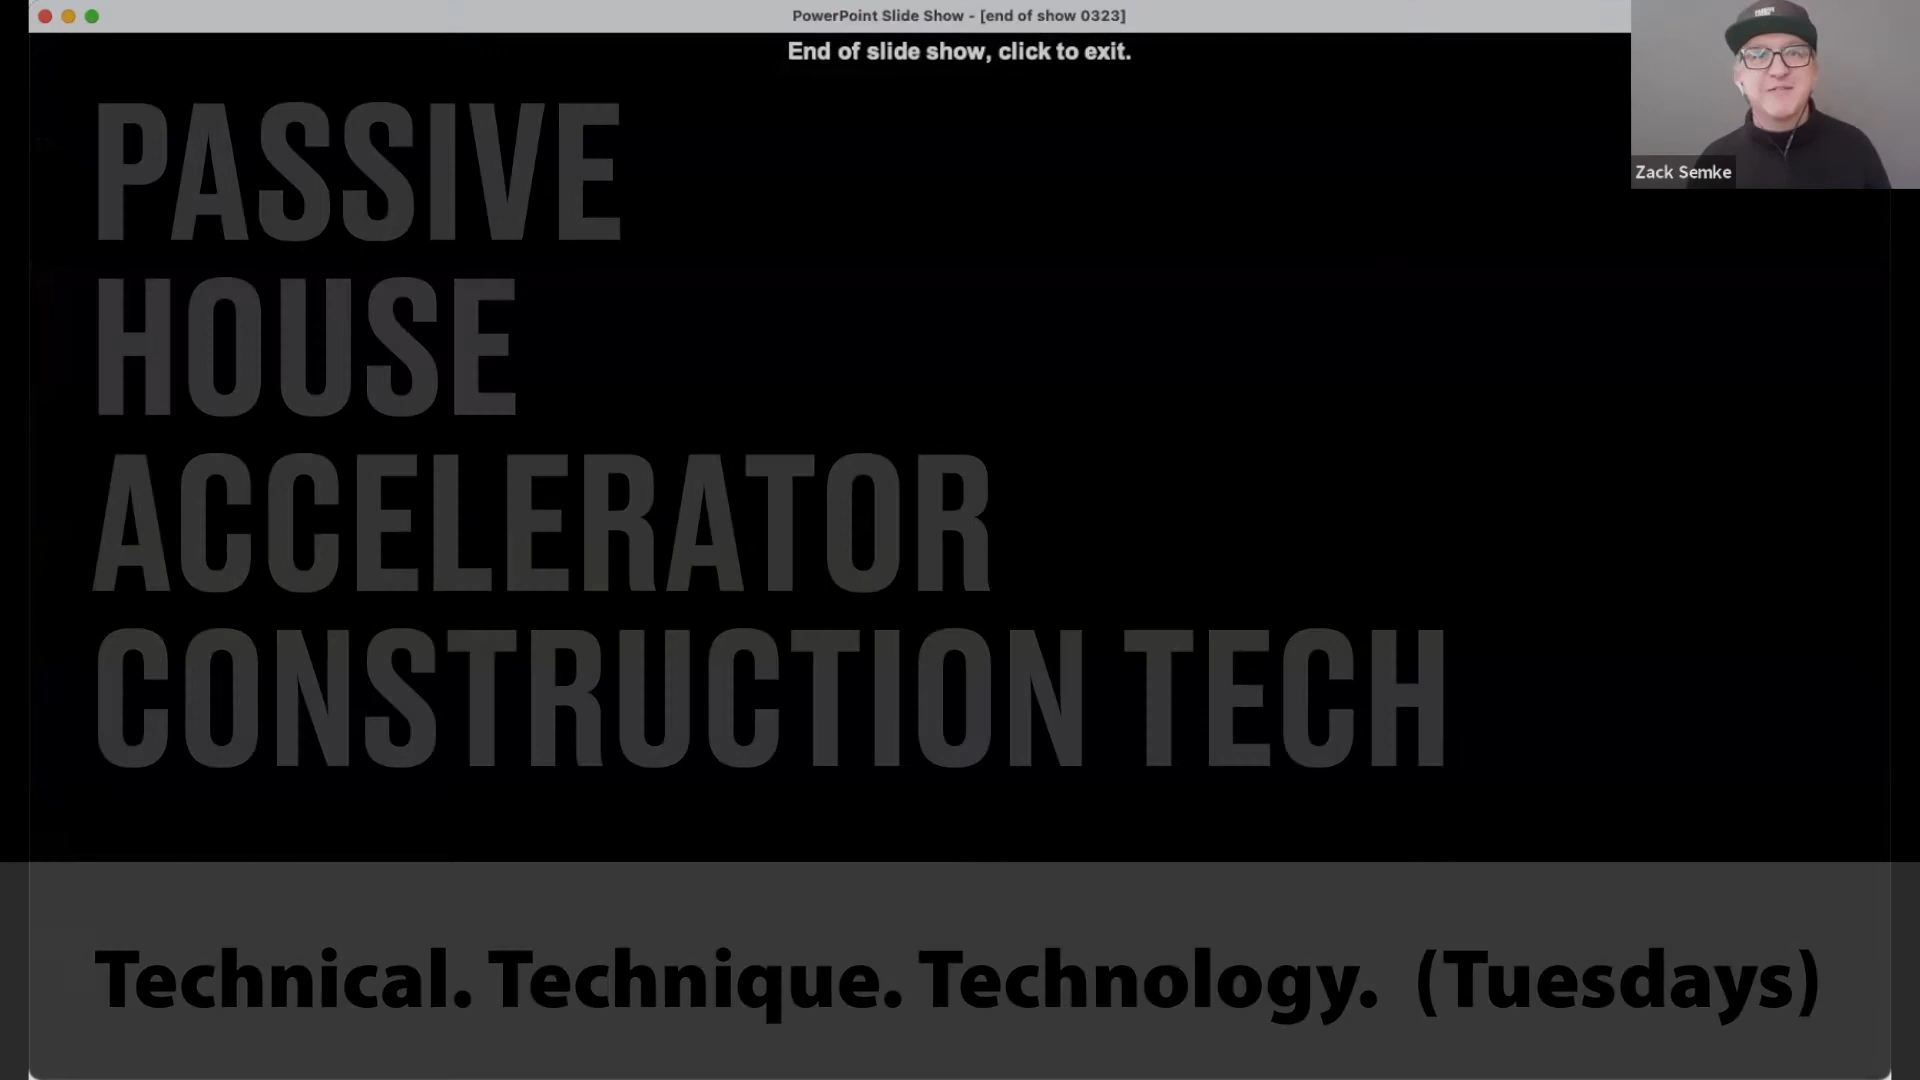 PowerPoint Slide Show - [end of show 0323]
End of slide show, click to exit.
PASSIVE
HOUSE
ACCELERATOR
CONSTRUCTION TECH
Zack Semke
Technical. Technique. Technology. (Tuesdays)